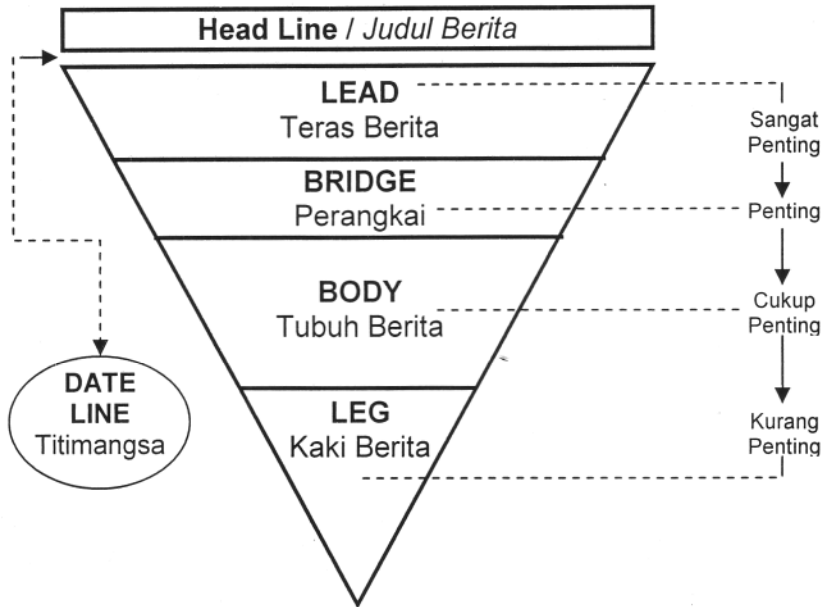 Head Line / Judul Berita
LEAD
Teras Berita
Sangat
Penting
BRIDGE
Perangkai
Penting
BODY
Tubuh Berita
Cukup
Penting
DATE
LINE
Titimangsa
LEG
Kaki Berita
Kurang
Penting